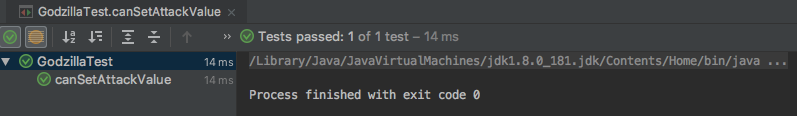 GodzillaTest.canSetAttackValue ×
Tests passed: 1 of 1 test – 14 ms
GodzillaTest 14 ms
canSetAttackValue 14 ms
/Library/Java/JavaVirtualMachines/jdk1.8.0_181.jdk/Contents/Home/bin/java ...
Process finished with exit code 0